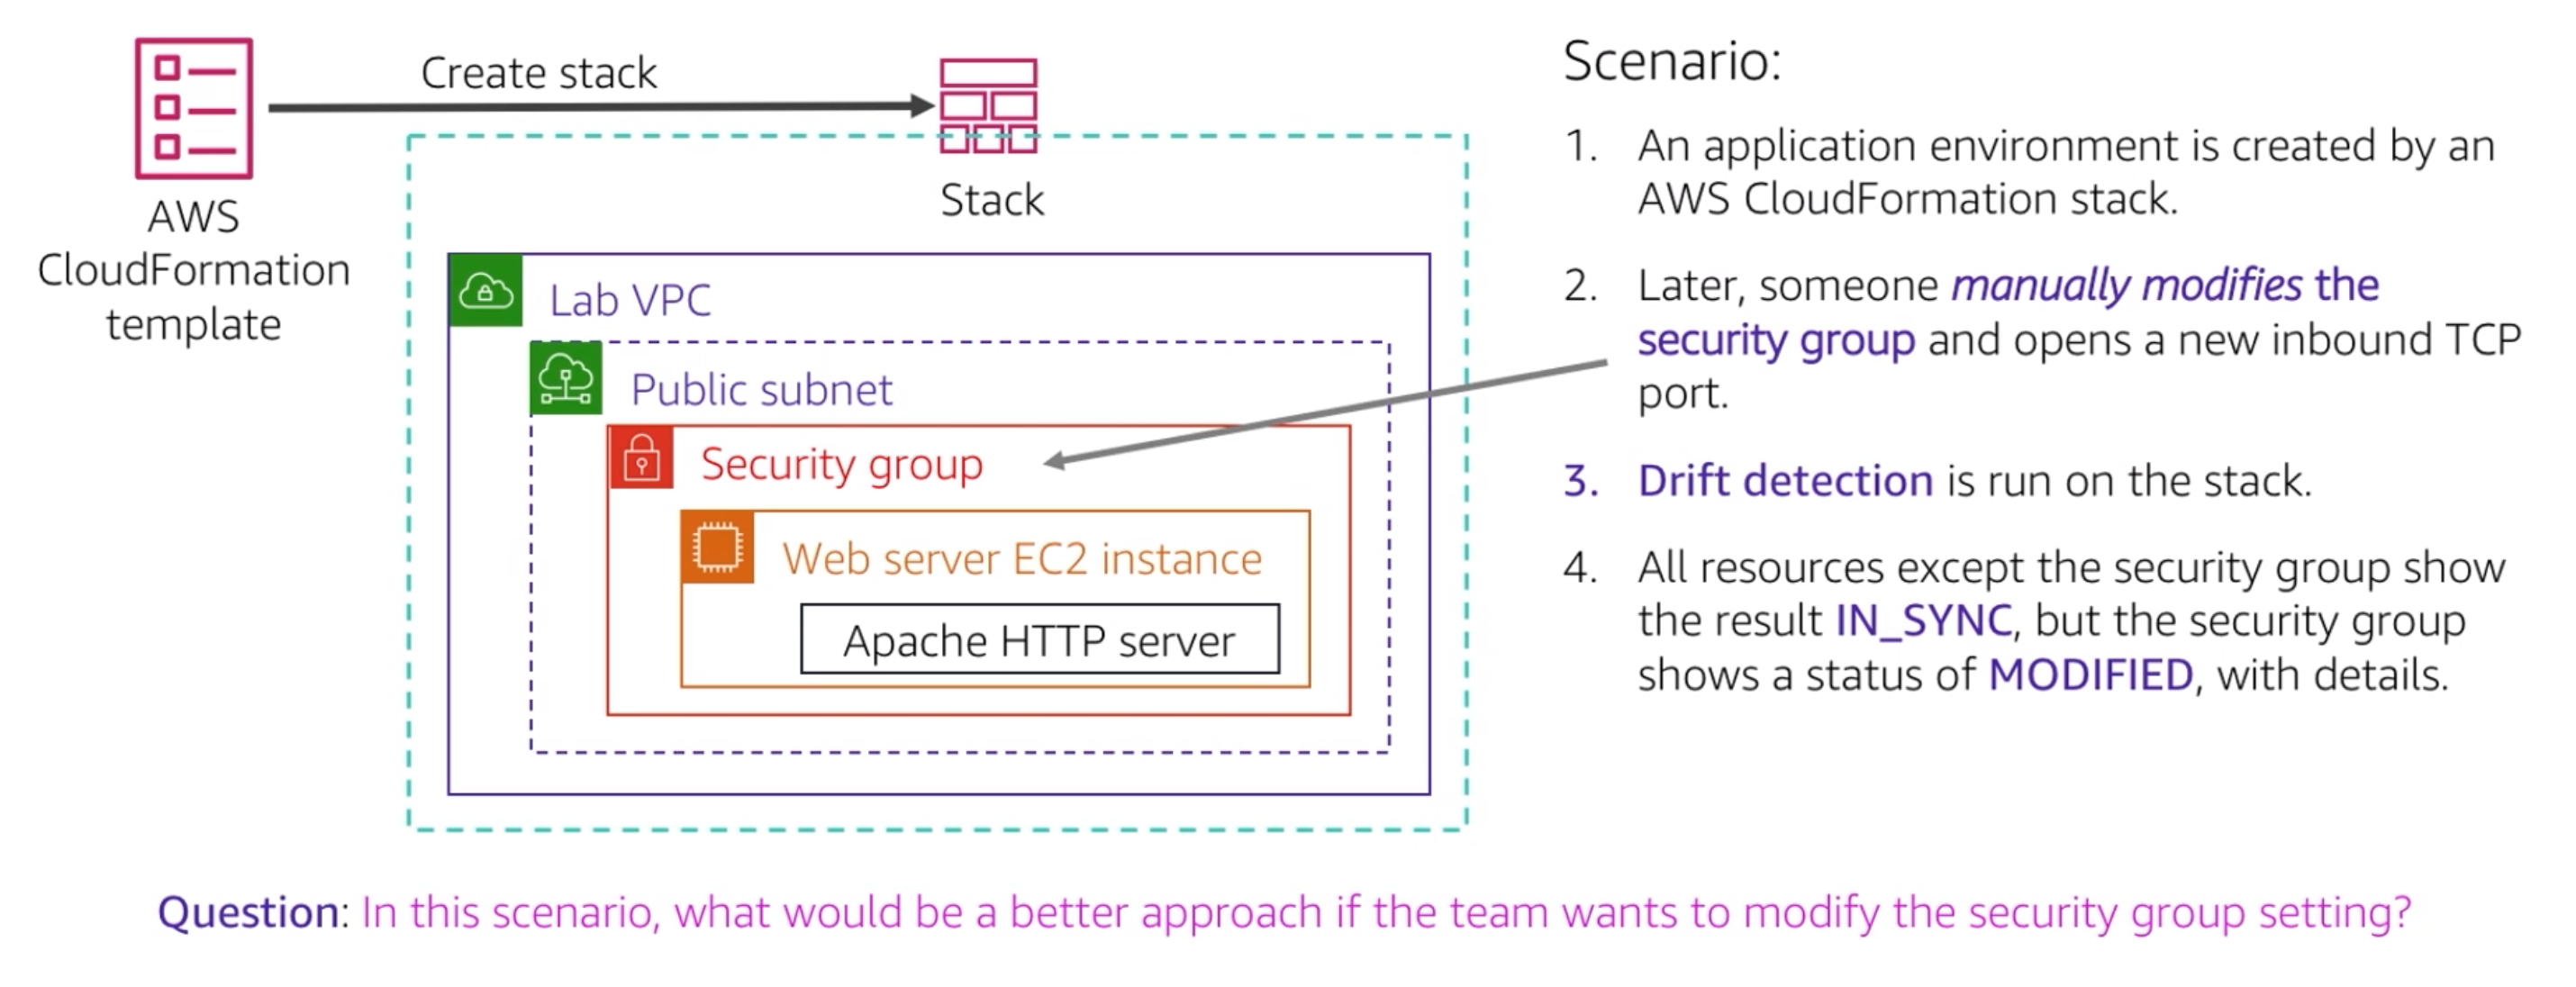 Create stack
AWS
CloudFormation
template
Stack
Lab VPC
Public subnet
Security group
Web server EC2 instance
Apache HTTP server
Scenario:
1. An application environment is created by an
AWS CloudFormation stack.
2. Later, someone manually modifies the
security group and opens a new inbound TCP
port.
3. Drift detection is run on the stack.
4. All resources except the security group show
the result IN_SYNC, but the security group
shows a status of MODIFIED, with details.
Question: In this scenario, what would be a better approach if the team wants to modify the security group setting?